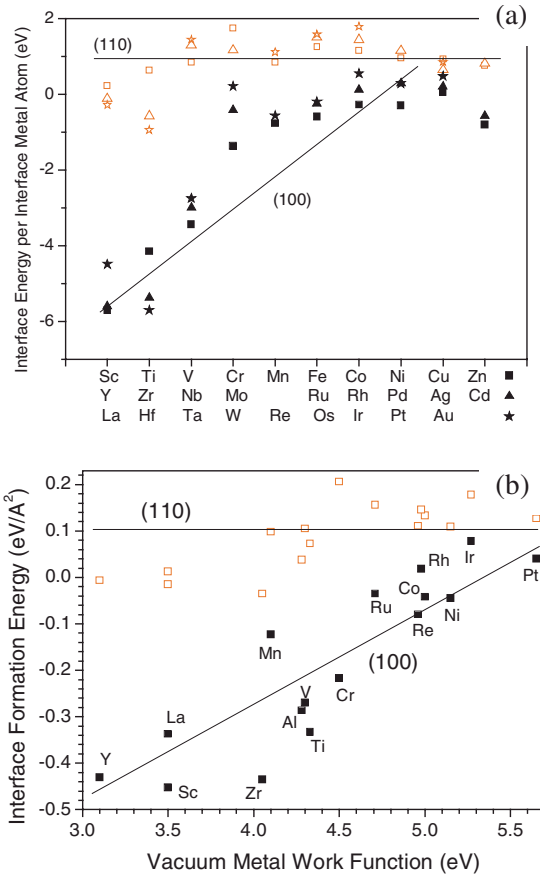 (a)
Interface Energy per Interface Metal Atom (eV)
2
0
-2
-4
-6
(110)
(100)
Sc Ti V Cr Mn Fe Co Ni Cu Zn ■
Y Zr Nb Mo Ru Rh Pd Ag Cd ▲
La Hf Ta W Re Os Ir Pt Au ★
(b)
Interface Formation Energy (eV/A²)
0.2
0.1
0.0
-0.1
-0.2
-0.3
-0.4
-0.5
(110)
Ir
Rh
Pt
Ru
Co
Ni
Re
Mn
(100)
Cr
V
La
Al
Ti
Y
Sc
Zr
3.0 3.5 4.0 4.5 5.0 5.5
Vacuum Metal Work Function (eV)